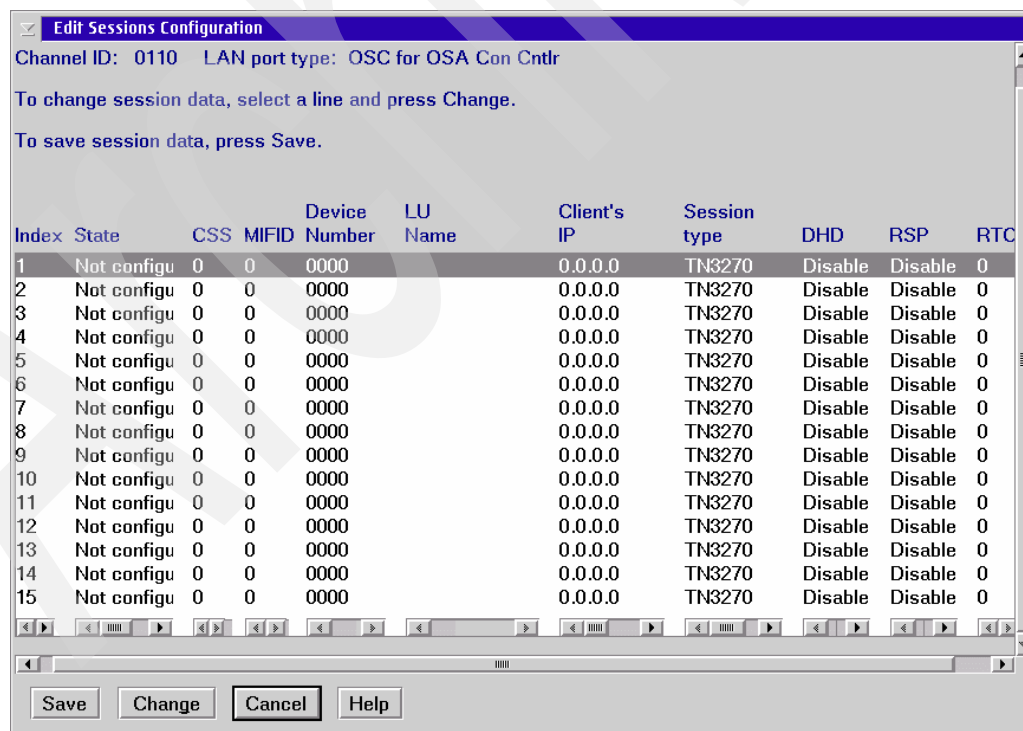 Edit Sessions Configuration
Channel ID: 0110 LAN port type: OSC for OSA Con Cntlr
To change session data, select a line and press Change.
To save session data, press Save.
Device LU Client's Session
Index State CSS MIFID Number Name IP type DHD RSP RTO
1 Not configu 0 0 0000 0.0.0.0 TN3270 Disable Disable 0
2 Not configu 0 0 0000 0.0.0.0 TN3270 Disable Disable 0
3 Not configu 0 0 0000 0.0.0.0 TN3270 Disable Disable 0
4 Not configu 0 0 0000 0.0.0.0 TN3270 Disable Disable 0
5 Not configu 0 0 0000 0.0.0.0 TN3270 Disable Disable 0
6 Not configu 0 0 0000 0.0.0.0 TN3270 Disable Disable 0
7 Not configu 0 0 0000 0.0.0.0 TN3270 Disable Disable 0
8 Not configu 0 0 0000 0.0.0.0 TN3270 Disable Disable 0
9 Not configu 0 0 0000 0.0.0.0 TN3270 Disable Disable 0
10 Not configu 0 0 0000 0.0.0.0 TN3270 Disable Disable 0
11 Not configu 0 0 0000 0.0.0.0 TN3270 Disable Disable 0
12 Not configu 0 0 0000 0.0.0.0 TN3270 Disable Disable 0
13 Not configu 0 0 0000 0.0.0.0 TN3270 Disable Disable 0
14 Not configu 0 0 0000 0.0.0.0 TN3270 Disable Disable 0
15 Not configu 0 0 0000 0.0.0.0 TN3270 Disable Disable 0
Save Change Cancel Help